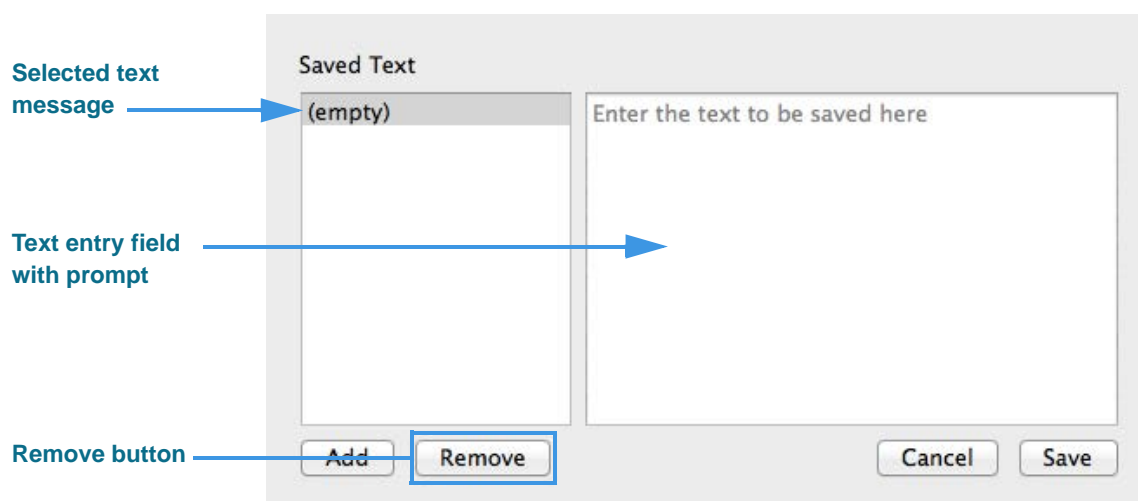 Saved Text
Selected text
message
(empty)
Enter the text to be saved here
Text entry field
with prompt
Remove button
Add
Remove
Cancel
Save